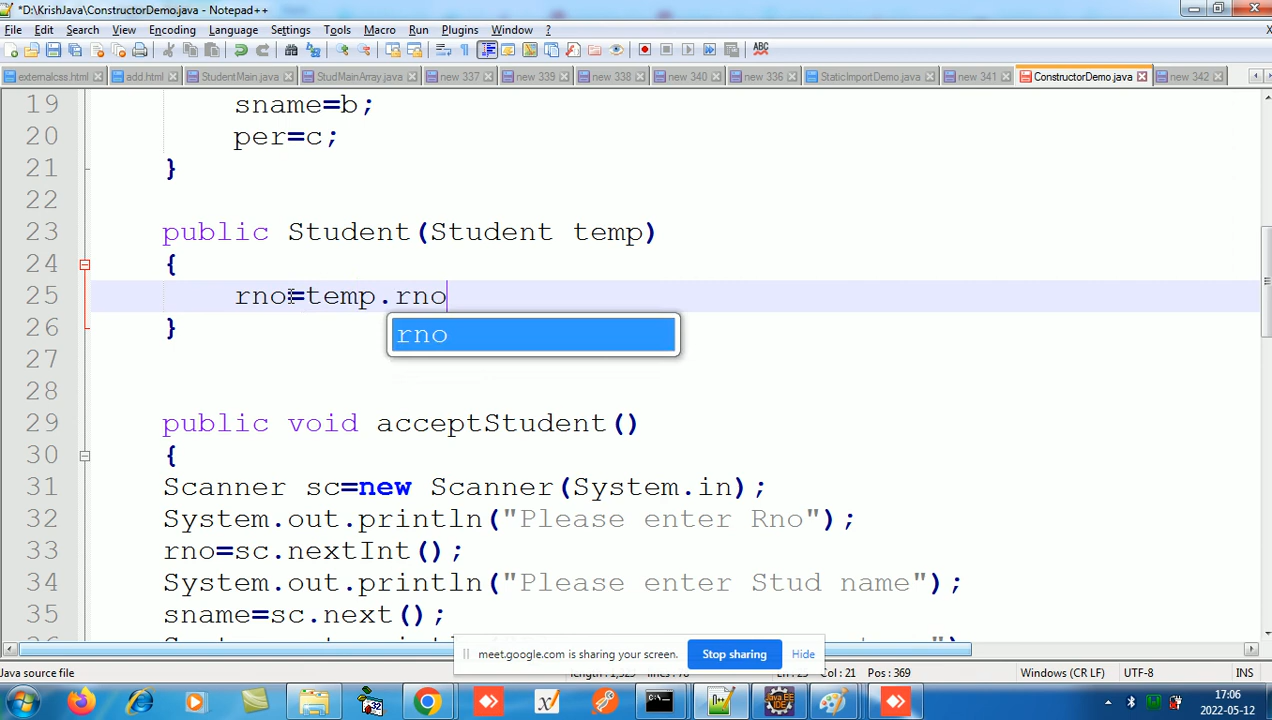 *D:\KrishJava\ConstructorDemo.java - Notepad++
File Edit Search View Encoding Language Settings Tools Macro Run Plugins Window ?
externalcss.html add.html StudentMain.java StudMainArray.java new 337 new 339 new 338 new 340 new 336 StaticImportDemo.java new 341 ConstructorDemo.java new 342
19 sname=b;
20 per=c;
21 }
22
23 public Student(Student temp)
24 {
25 rno=temp.rno
rno
26 }
27
28
29 public void acceptStudent()
30 {
31 Scanner sc=new Scanner(System.in);
32 System.out.println("Please enter Rno");
33 rno=sc.nextInt();
34 System.out.println("Please enter Stud name");
35 sname=sc.next();
meet.google.com is sharing your screen. Stop sharing Hide
Java source file Col : 21 Pos : 369 Windows (CR LF) UTF-8 INS
17:06
2022-05-12